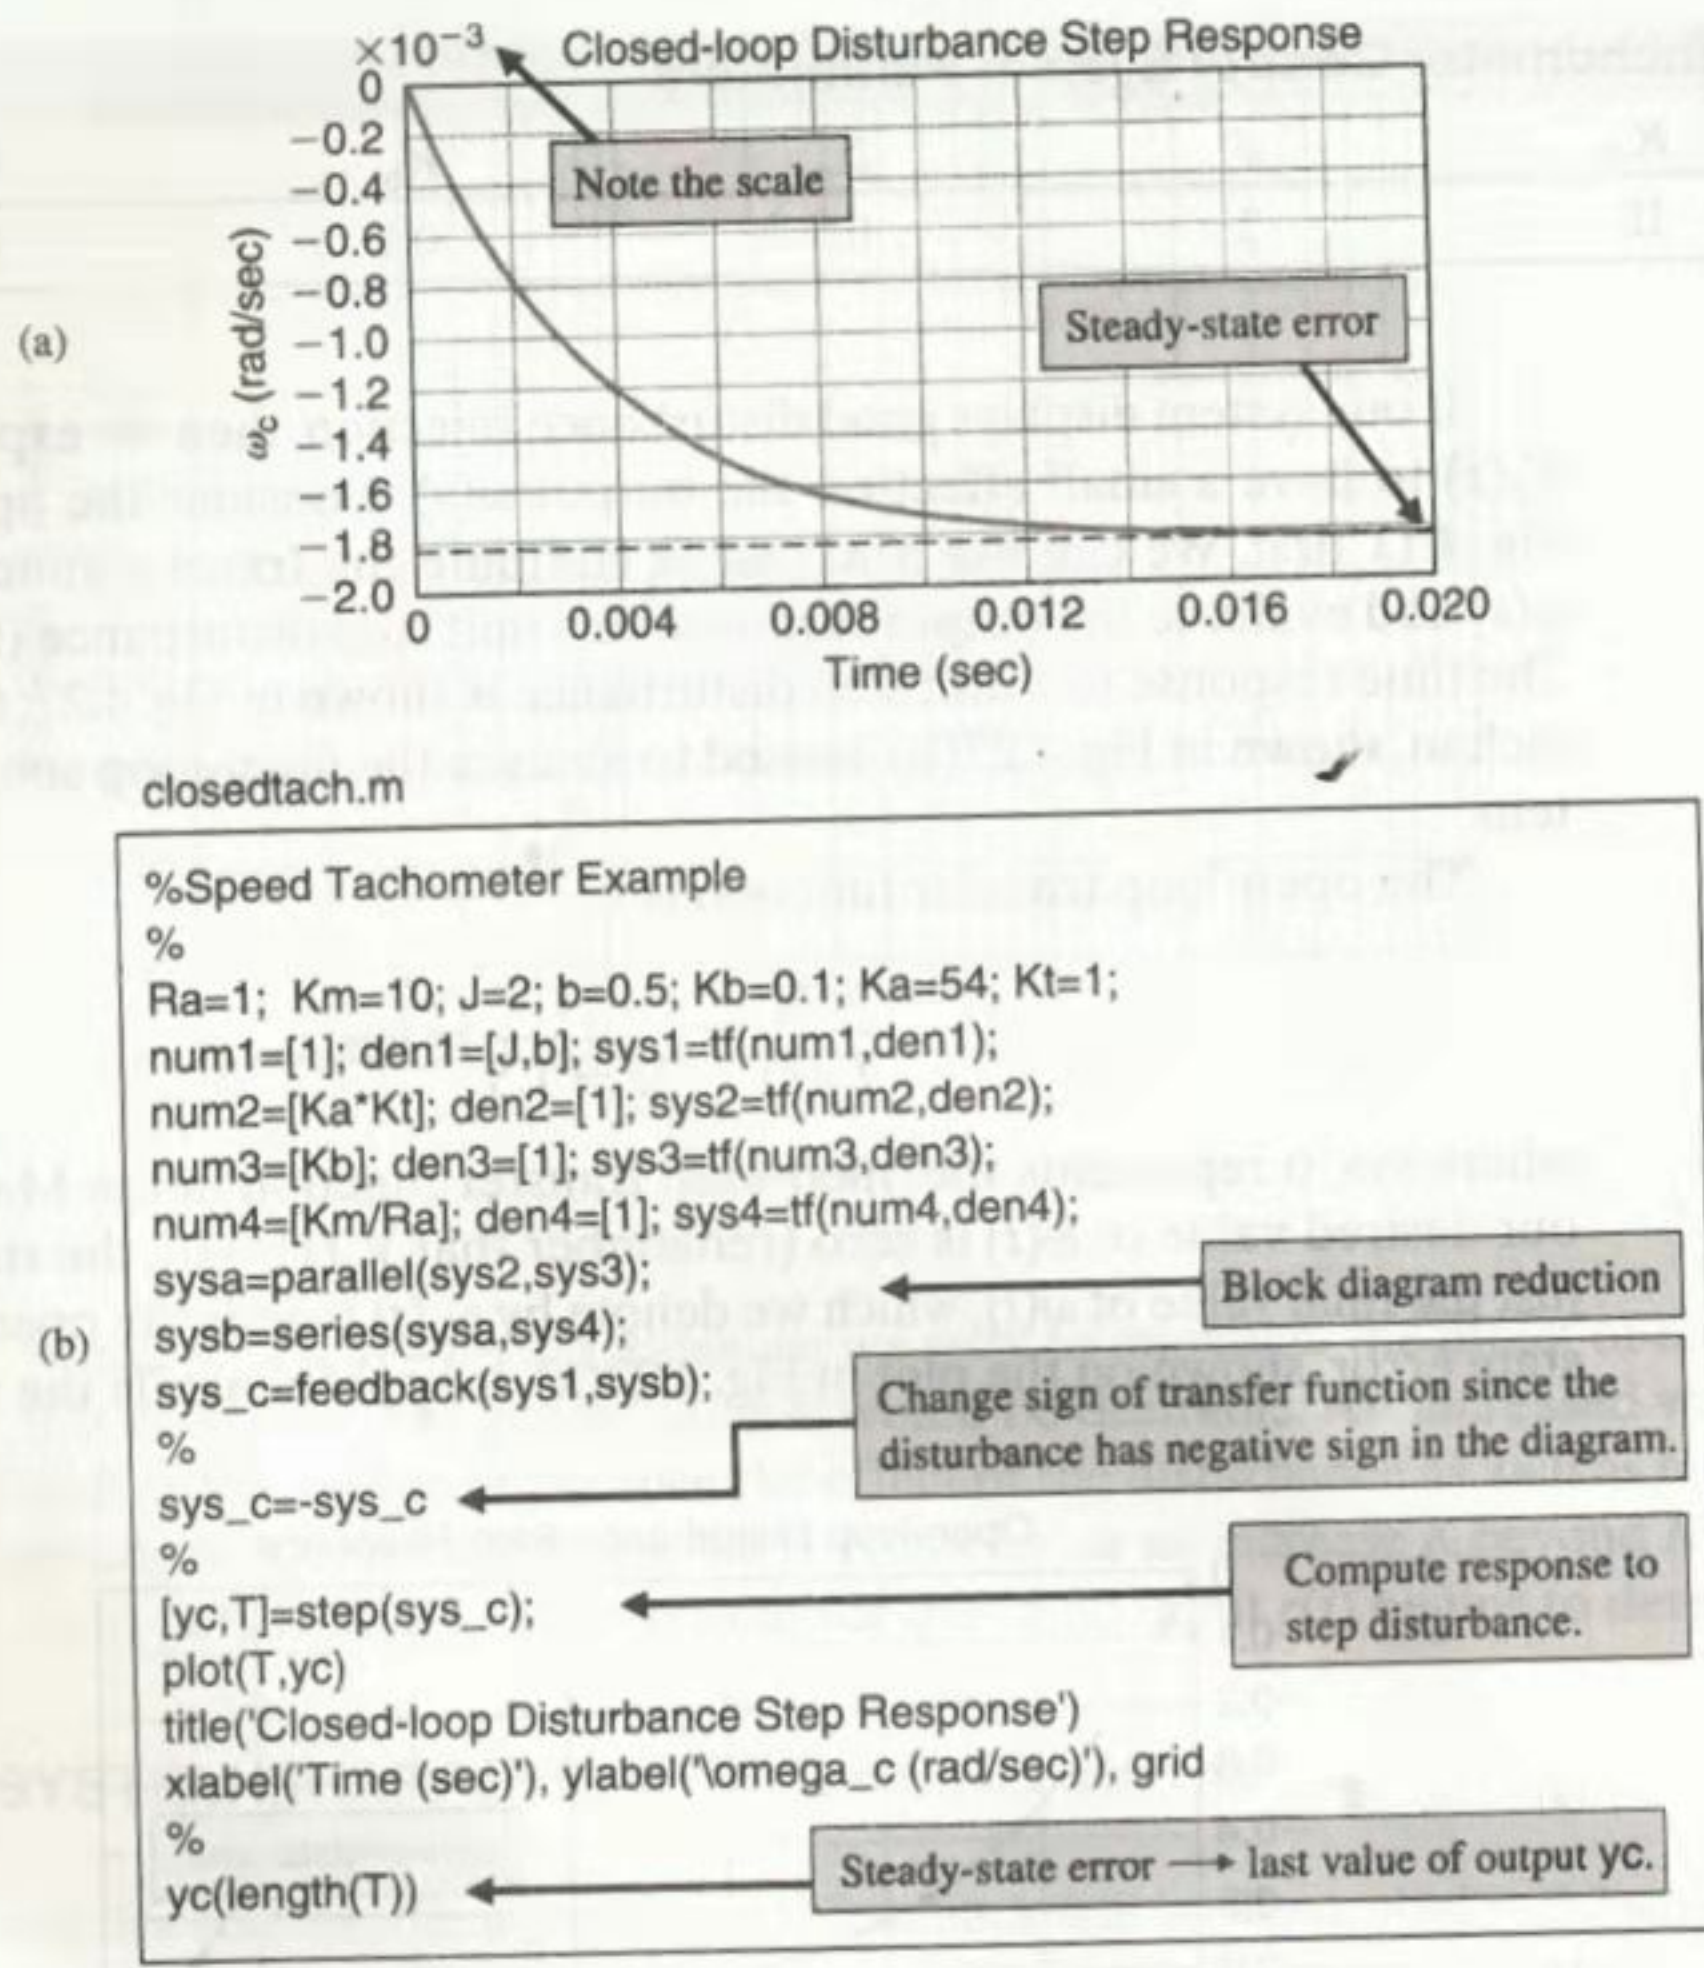 ×10−3
Closed-loop Disturbance Step Response
0
−0.2
−0.4
−0.6
−0.8
−1.0
−1.2
−1.4
−1.6
−1.8
−2.0
Note the scale
Steady-state error
ωc (rad/sec)
(a)
0 0.004 0.008 0.012 0.016 0.020
Time (sec)
closedtach.m
(b)
%Speed Tachometer Example
%
Ra=1; Km=10; J=2; b=0.5; Kb=0.1; Ka=54; Kt=1;
num1=[1]; den1=[J,b]; sys1=tf(num1,den1);
num2=[Ka*Kt]; den2=[1]; sys2=tf(num2,den2);
num3=[Kb]; den3=[1]; sys3=tf(num3,den3);
num4=[Km/Ra]; den4=[1]; sys4=tf(num4,den4);
sysa=parallel(sys2,sys3);
Block diagram reduction
sysb=series(sysa,sys4);
sys_c=feedback(sys1,sysb);
Change sign of transfer function since the
disturbance has negative sign in the diagram.
%
sys_c=-sys_c
%
[yc,T]=step(sys_c);
Compute response to
step disturbance.
plot(T,yc)
title('Closed-loop Disturbance Step Response')
xlabel('Time (sec)'), ylabel('\omega_c (rad/sec)'), grid
%
yc(length(T))
Steady-state error → last value of output yc.